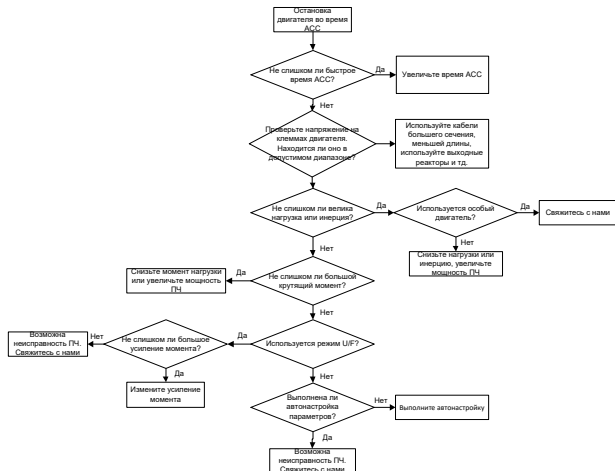 Остановка
двигателя во время
АСС
Не слишком ли быстрое
время АСС?
Да
Увеличьте время АСС
Нет
Проверьте напряжение на
клеммах двигателя.
Находится ли оно в
допустимом диапазоне?
Используйте кабели
большего сечения,
меньшей длины,
используйте выходные
реакторы и тд.
Не слишком ли велика
нагрузка или инерция?
Да
Используется особый
двигатель?
Да
Свяжитесь с нами
Нет
Нет
Снизьте нагрузки или
инерцию, увеличьте
мощность ПЧ
Снизьте момент нагрузки
или увеличьте мощность
ПЧ
Да
Не слишком ли большой
крутящий момент?
Нет
Возможна
неисправность ПЧ.
Свяжитесь с нами
Нет
Не слишком ли большое
усиление момента?
Да
Используется режим U/F?
Да
Нет
Измените усиление
момента
Выполнена ли
автонастройка
параметров?
Нет
Выполните автонастройку
Да
Возможна
неисправность ПЧ.
Свяжитесь с нами